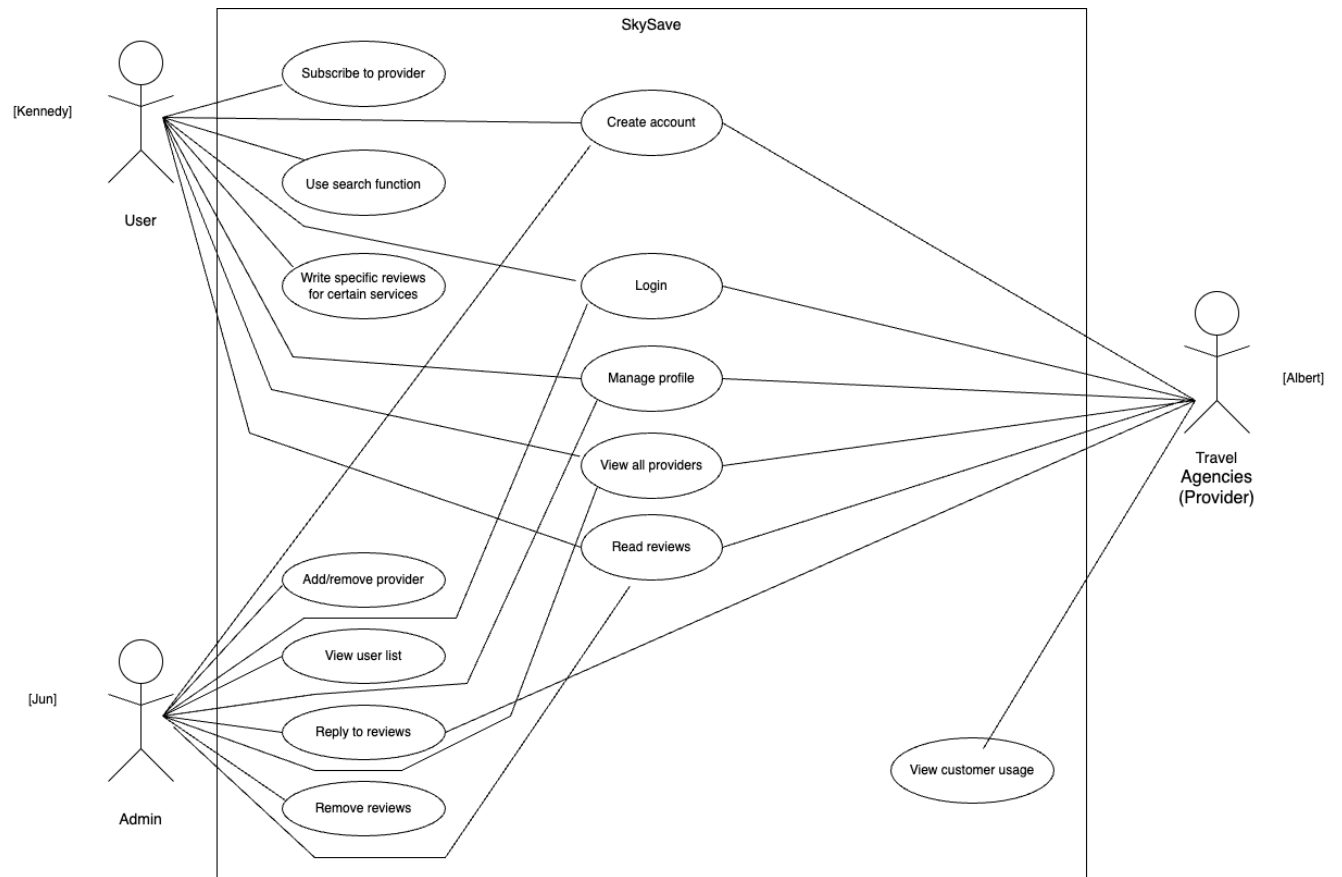 SkySave
Subscribe to provider
[Kennedy]
Create account
Use search function
User
Write specific reviews
for certain services
Login
Manage profile
[Albert]
View all providers
Travel
Agencies
(Provider)
Read reviews
Add/remove provider
View user list
[Jun]
Reply to reviews
View customer usage
Remove reviews
Admin